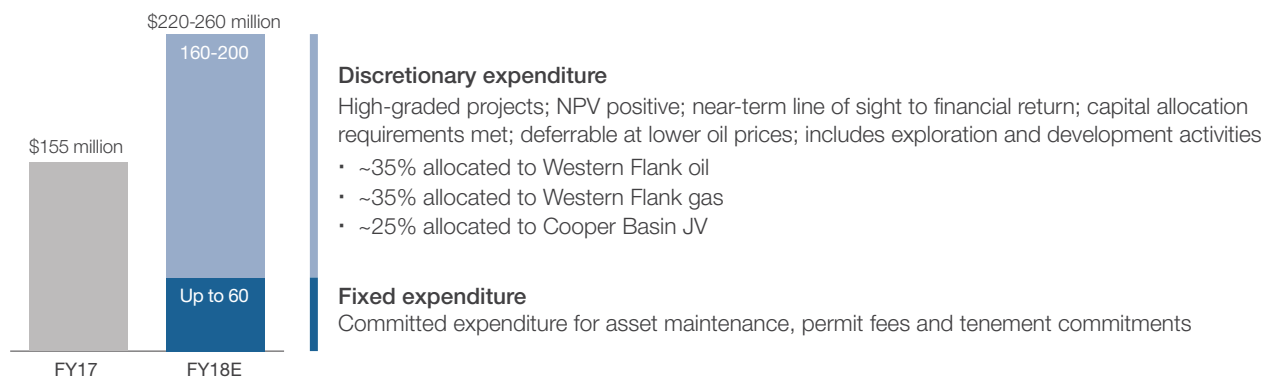 $220-260 million
160-200
$155 million
Up to 60
FY17
FY18E
Discretionary expenditure
High-graded projects; NPV positive; near-term line of sight to financial return; capital allocation
requirements met; deferrable at lower oil prices; includes exploration and development activities
· ~35% allocated to Western Flank oil
· ~35% allocated to Western Flank gas
· ~25% allocated to Cooper Basin JV
Fixed expenditure
Committed expenditure for asset maintenance, permit fees and tenement commitments